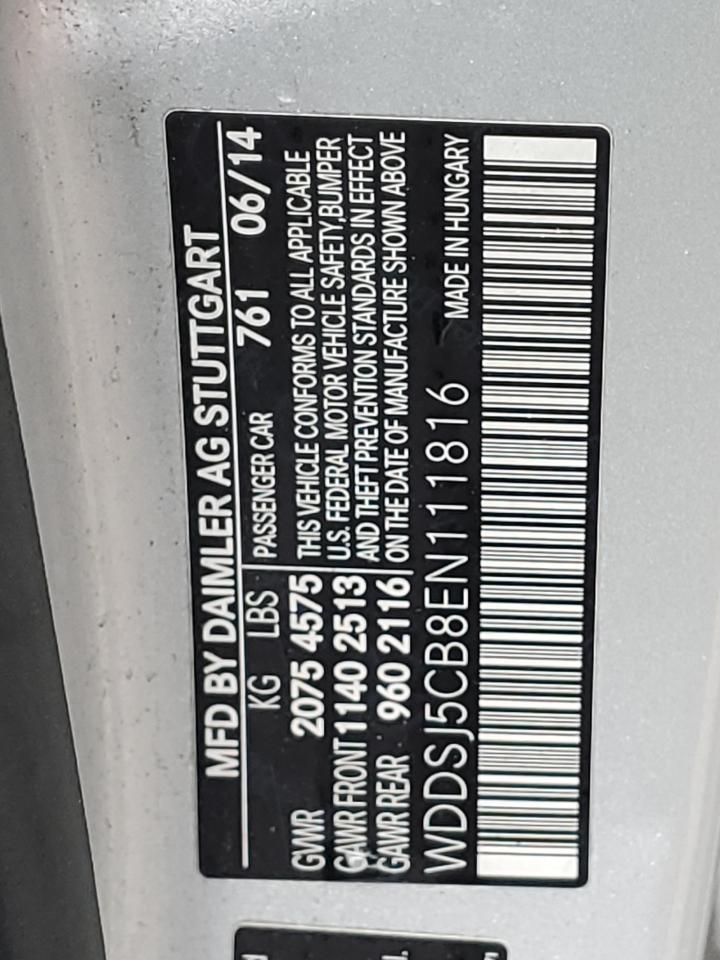 MFD BY DAIMLER AG STUTTGART
KG LBS PASSENGER CAR 761 06/14
GWR 2075 4575 THIS VEHICLE CONFORMS TO ALL APPLICABLE
GAWR FRONT 1140 2513 U.S. FEDERAL MOTOR VEHICLE SAFETY,BUMPER
GAWR REAR 960 2116 AND THEFT PREVENTION STANDARDS IN EFFECT
ON THE DATE OF MANUFACTURE SHOWN ABOVE
WDDSJ5CB8EN111816 MADE IN HUNGARY